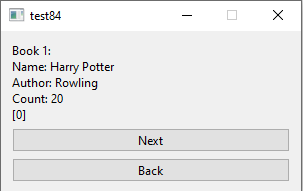 test84
Book 1:
Name: Harry Potter
Author: Rowling
Count: 20
[0]
Next
Back